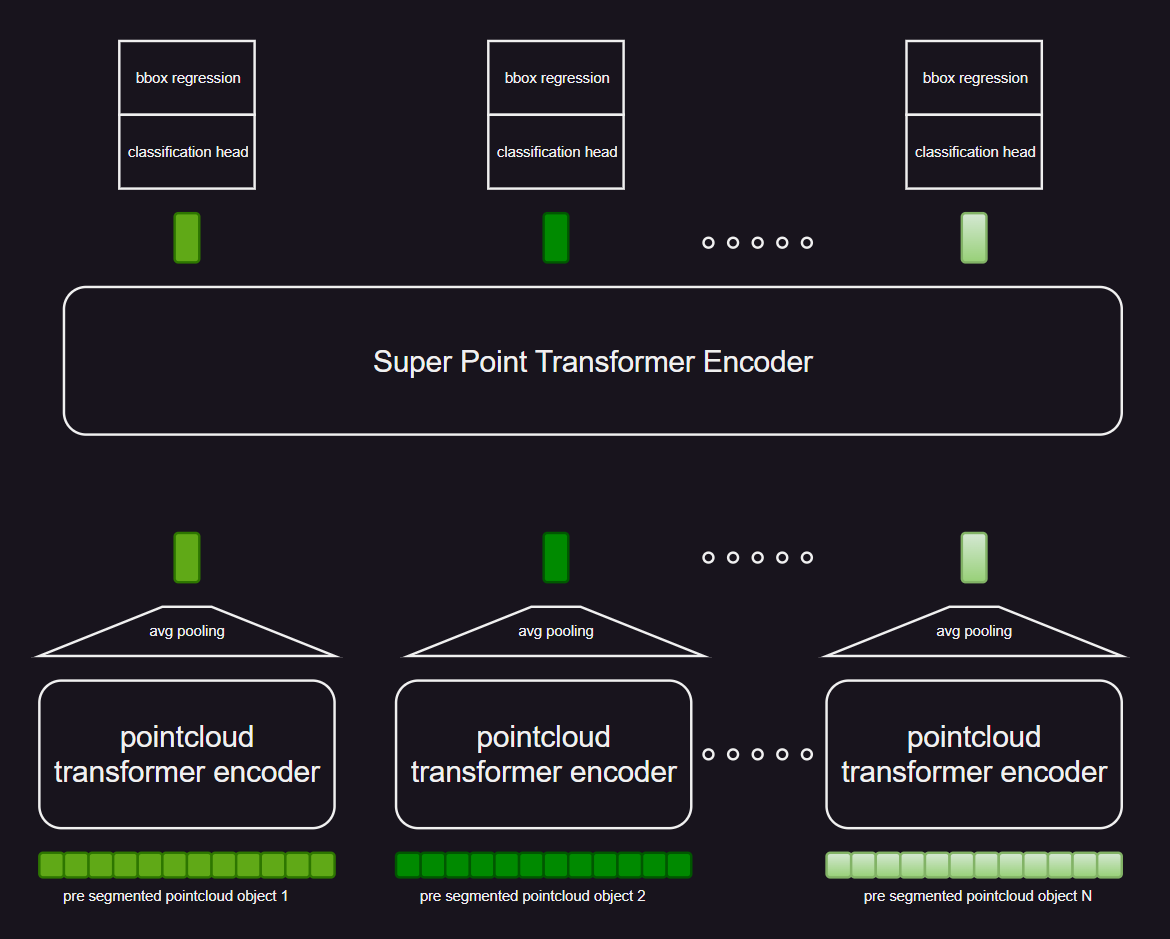 bbox regression
bbox regression
bbox regression
classification head
classification head
classification head
Super Point Transformer Encoder
avg pooling
avg pooling
avg pooling
pointcloud
transformer encoder
pointcloud
transformer encoder
pointcloud
transformer encoder
pre segmented pointcloud object 1
pre segmented pointcloud object 2
pre segmented pointcloud object N